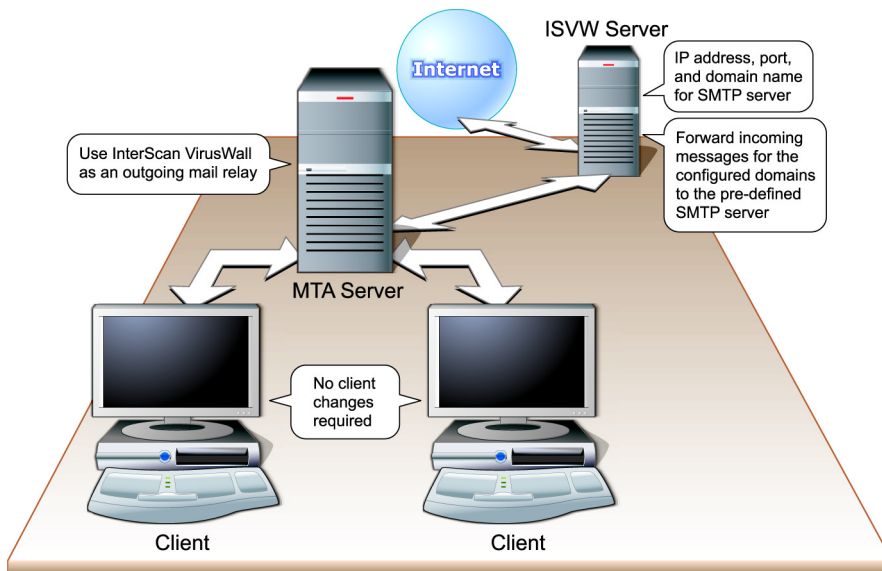 ISVW Server
Internet
IP address, port,
and domain name
for SMTP server
Use InterScan VirusWall
as an outgoing mail relay
Forward incoming
messages for the
configured domains
to the pre-defined
SMTP server
MTA Server
No client
changes
required
Client
Client